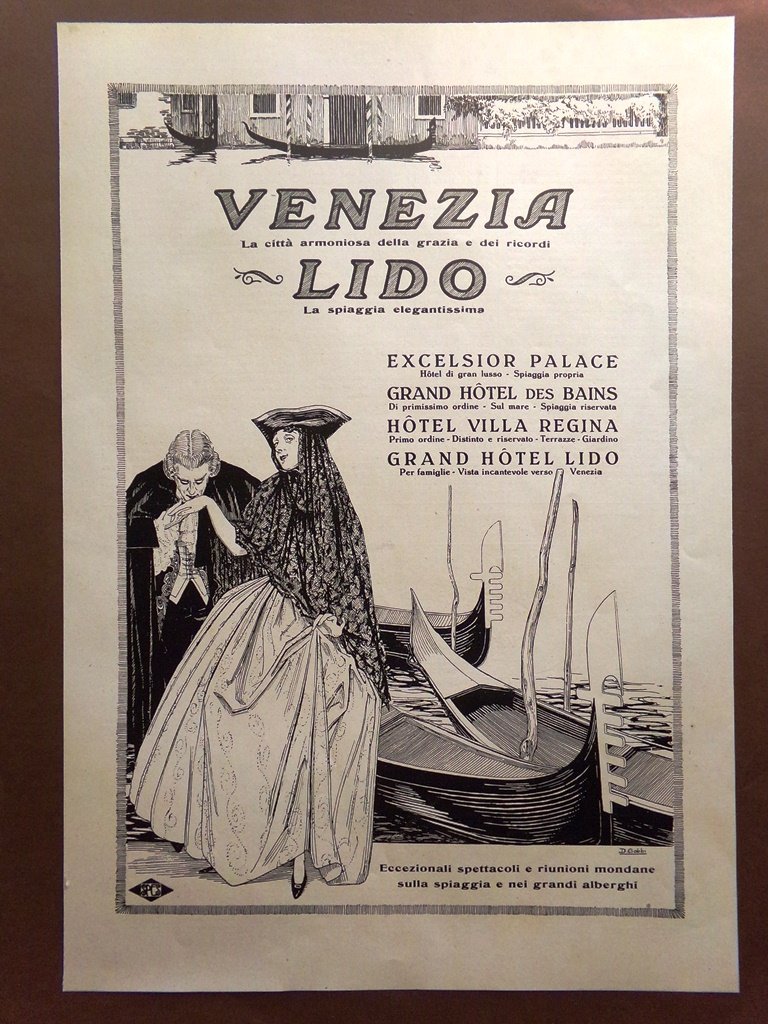 VENEZIA
La città armoniosa della grazia e dei ricordi
LIDO
La spiaggia elegantissima
EXCELSIOR PALACE
Hôtel di gran lusso - Spiaggia propria
GRAND HÔTEL DES BAINS
Di primissimo ordine - Sul mare - Spiaggia riservata
HÔTEL VILLA REGINA
Primo ordine - Distinto e riservato - Terrazze - Giardino
GRAND HÔTEL LIDO
Per famiglie - Vista incantevole verso Venezia
Eccezionali spettacoli e riunioni mondane
sulla spiaggia e nei grandi alberghi